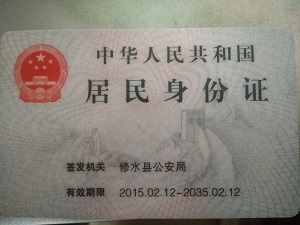 中华人民共和国
居民身份证
签发机关 修水县公安局
有效期限 2015.02.12-2035.02.12